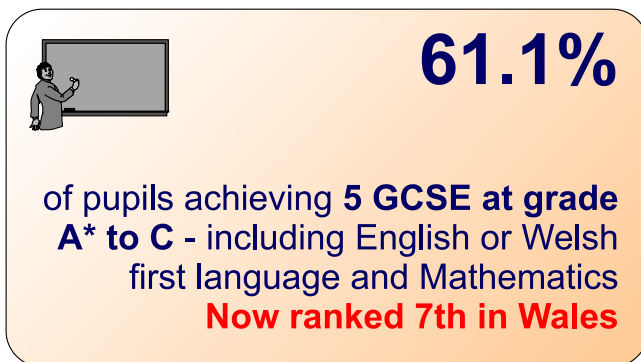 61.1%
of pupils achieving 5 GCSE at grade
A* to C - including English or Welsh
first language and Mathematics
Now ranked 7th in Wales